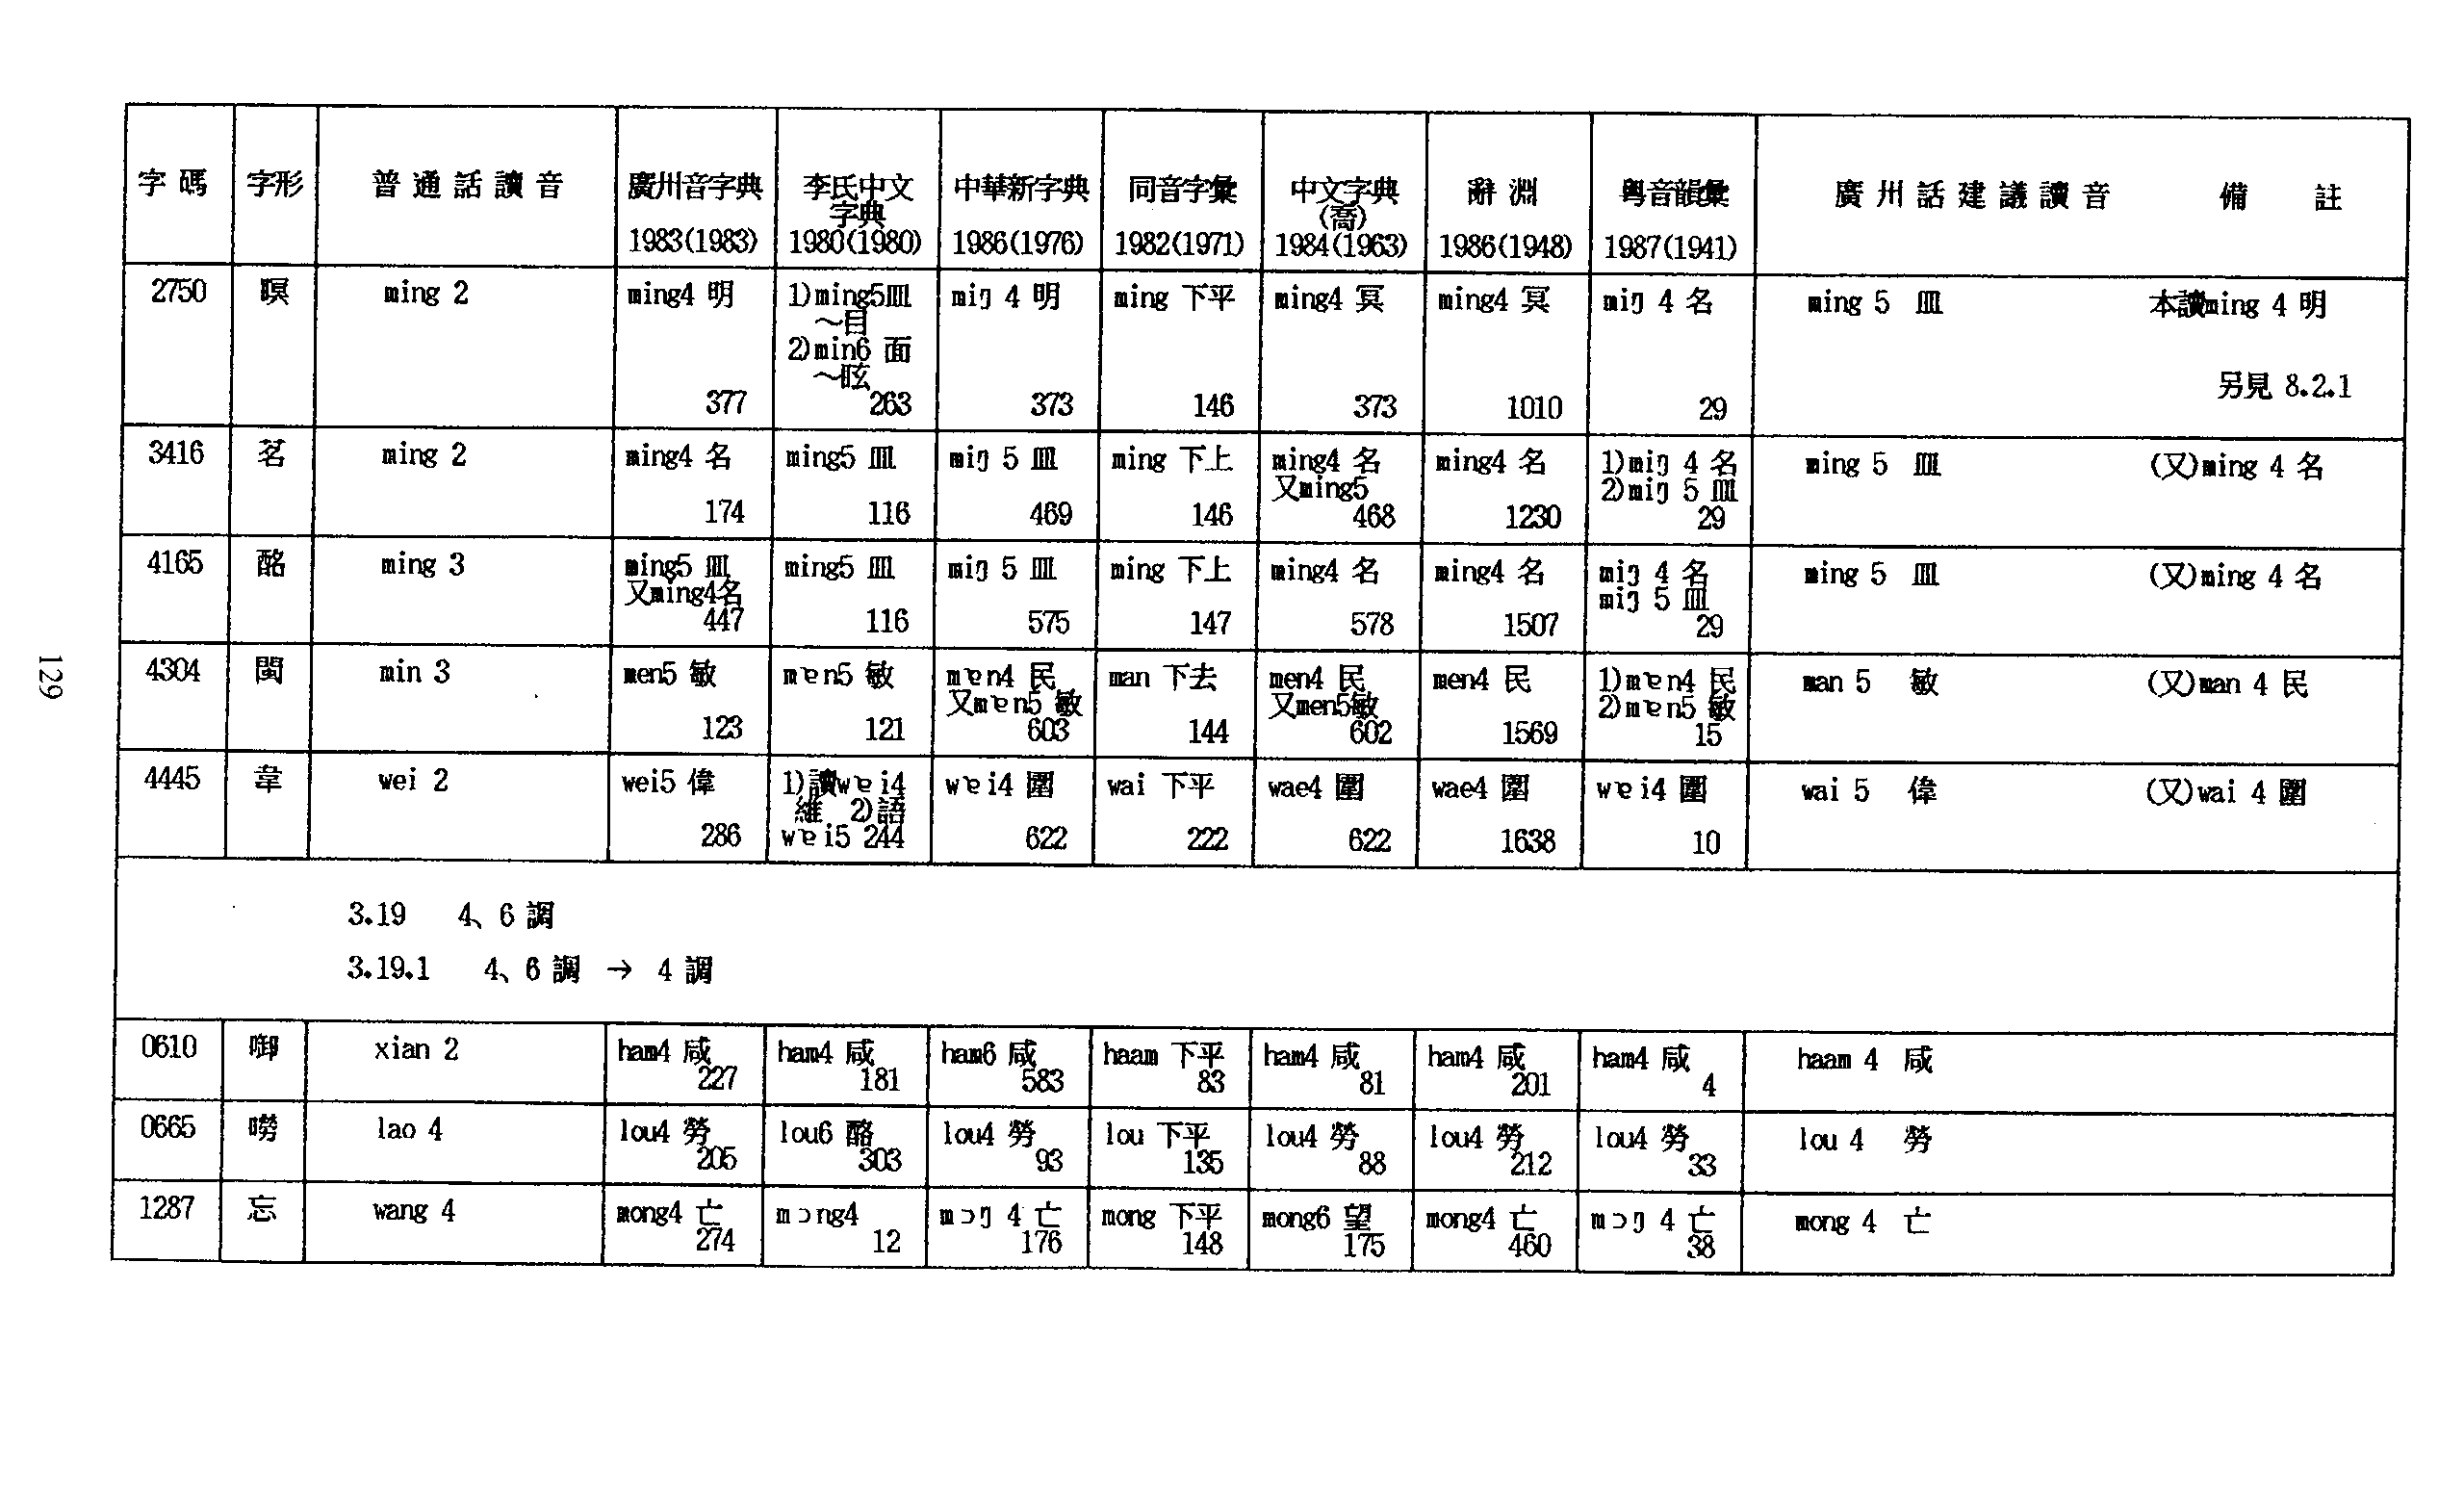 字 碼 字形 普 通 話 讀 音 廣州音字典 1983(1983) 李氏中文字典 1980(1980) 中華新字典 1986(1976) 同音字彙 1982(1971) 中文字典(喬) 1984(1963) 辭 淵 1986(1948) 粵音韻彙 1987(1941) 廣 州 話 建 議 讀 音 備 註
2750 瞑 ming 2 ming4 明 377 1)ming5皿 ～目 2)min6 面 ～眩 263 miŋ 4 明 373 ming 下平 146 ming4 冥 373 ming4 冥 1010 miŋ 4 名 29 ming 5 皿 本讀ming 4 明 另見 8.2.1
3416 茗 ming 2 ming4 名 174 ming5 皿 116 miŋ 5 皿 469 ming 下上 146 ming4 名 又ming5 468 ming4 名 1230 1)miŋ 4 名 2)miŋ 5 皿 29 ming 5 皿 (又)ming 4 名
4165 酩 ming 3 ming5 皿 又ming4名 447 ming5 皿 116 miŋ 5 皿 575 ming 下上 147 ming4 名 578 ming4 名 1507 miŋ 4 名 miŋ 5 皿 29 ming 5 皿 (又)ming 4 名
4304 閩 min 3 men5 敏 123 mɐn5 敏 121 mɐn4 民 又mɐn5 敏 603 man 下去 144 men4 民 又men5敏 602 men4 民 1569 1)mɐn4 民 2)mɐn5 敏 15 man 5 敏 (又)man 4 民
4445 韋 wei 2 wei5 偉 286 1)讀wɐi4 維 2)語 wɐi5 244 wɐi4 圍 622 wai 下平 222 wae4 圍 622 wae4 圍 1638 wɐi4 圍 10 wai 5 偉 (又)wai 4 圍
3.19 4、6 調
3.19.1 4、6 調 → 4 調
0610 啣 xian 2 ham4 咸 227 ham4 咸 181 ham6 咸 583 haam 下平 83 ham4 咸 81 ham4 咸 201 ham4 咸 4 haam 4 咸
0665 嘮 lao 4 lou4 勞 205 lou6 酪 303 lou4 勞 93 lou 下平 135 lou4 勞 88 lou4 勞 212 lou4 勞 33 lou 4 勞
1287 忘 wang 4 mong4 亡 274 mɔng4 12 mɔŋ 4 亡 176 mong 下平 148 mong6 望 175 mong4 亡 460 mɔŋ 4 亡 38 mong 4 亡
129